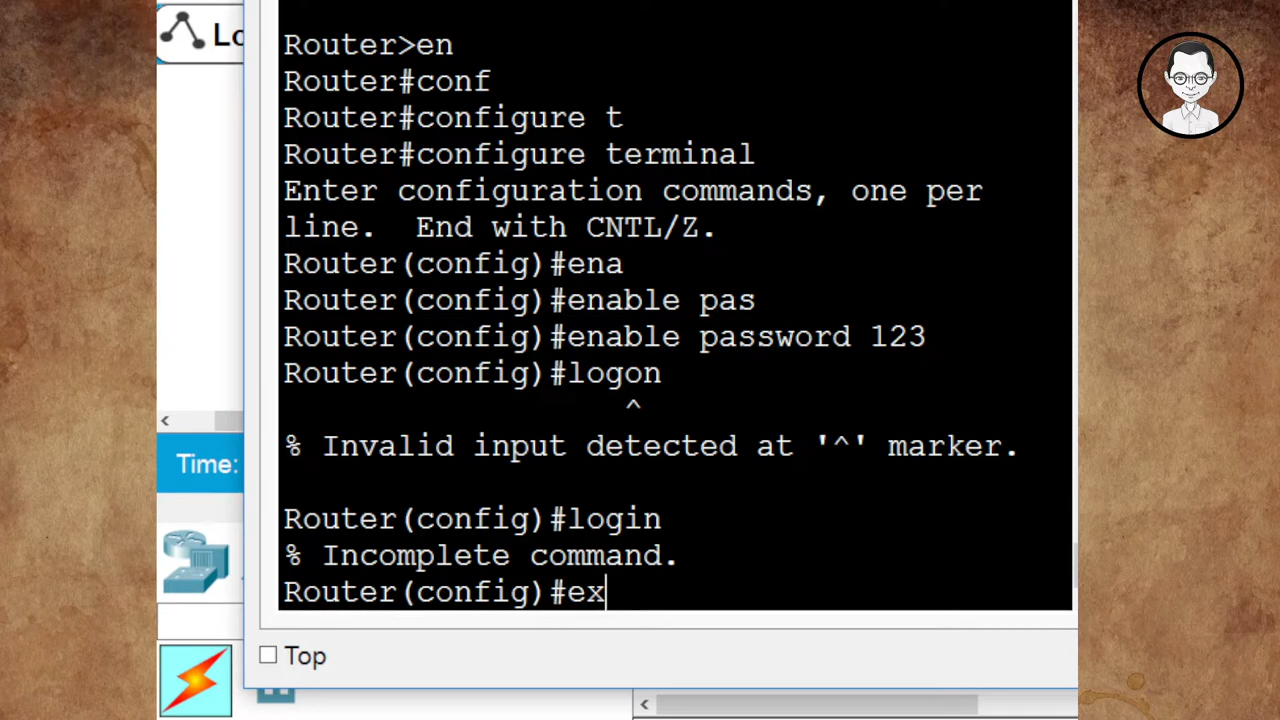 Lo
Router>en
Router#conf
Router#configure t
Router#configure terminal
Enter configuration commands, one per
line.  End with CNTL/Z.
Router(config)#ena
Router(config)#enable pas
Router(config)#enable password 123
Router(config)#logon
^
% Invalid input detected at '^' marker.
Router(config)#login
% Incomplete command.
Router(config)#ex
Time:
Top